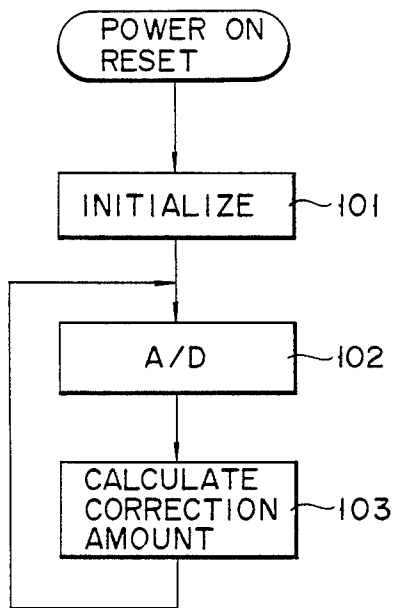 POWER ON
RESET
INITIALIZE
101
A/D
102
CALCULATE
CORRECTION
AMOUNT
103